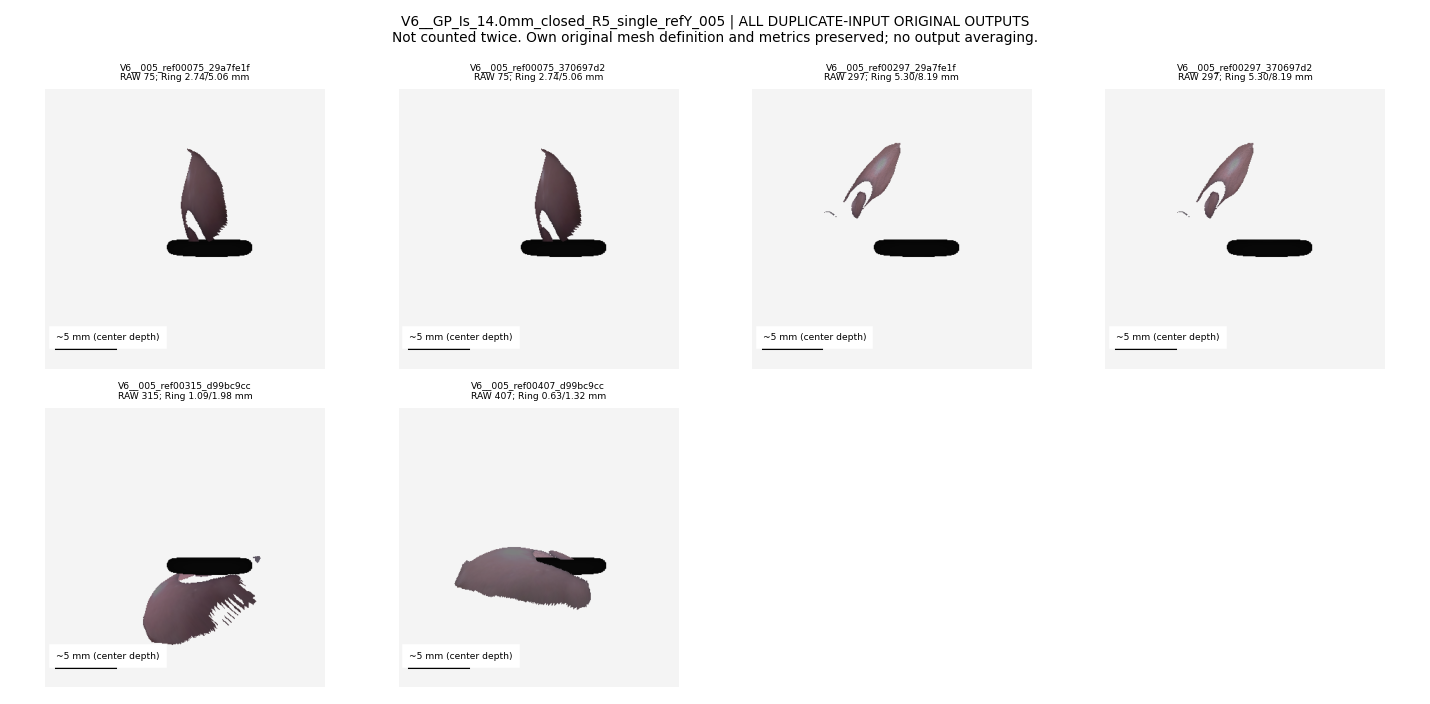 V6__GP_Is_14.0mm_closed_R5_single_refY_005 | ALL DUPLICATE-INPUT ORIGINAL OUTPUTS
Not counted twice. Own original mesh definition and metrics preserved; no output averaging.
V6__005_ref00075_29a7fe1f
RAW 75; Ring 2.74/5.06 mm
V6__005_ref00075_370697d2
RAW 75; Ring 2.74/5.06 mm
V6__005_ref00297_29a7fe1f
RAW 297; Ring 5.30/8.19 mm
V6__005_ref00297_370697d2
RAW 297; Ring 5.30/8.19 mm
~5 mm (center depth)
~5 mm (center depth)
~5 mm (center depth)
~5 mm (center depth)
V6__005_ref00315_d99bc9cc
RAW 315; Ring 1.09/1.98 mm
V6__005_ref00407_d99bc9cc
RAW 407; Ring 0.63/1.32 mm
~5 mm (center depth)
~5 mm (center depth)